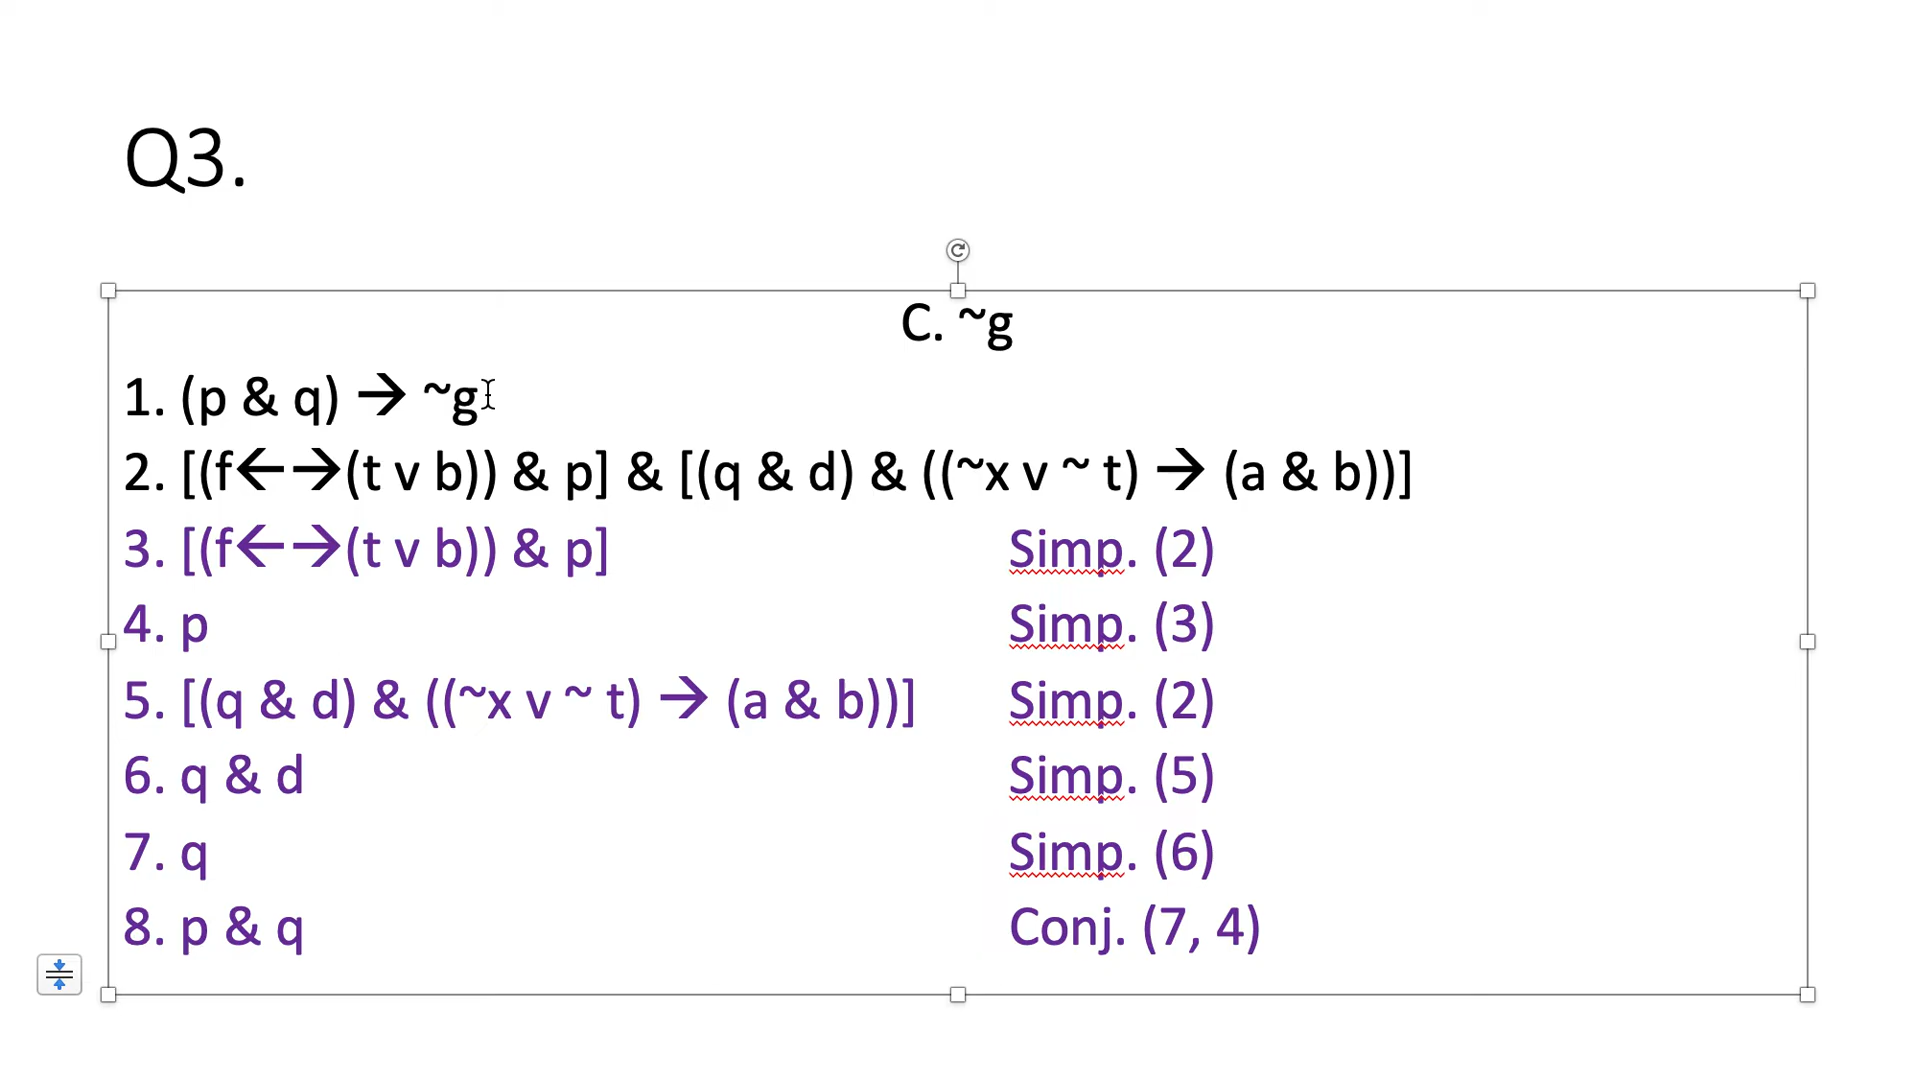 Q3.
C. ~g
1. (p & q) → ~g
2. [(f←→(t v b)) & p] & [(q & d) & ((~x v ~ t) → (a & b))]
3. [(f←→(t v b)) & p] Simp. (2)
4. p Simp. (3)
5. [(q & d) & ((~x v ~ t) → (a & b))] Simp. (2)
6. q & d Simp. (5)
7. q Simp. (6)
8. p & q Conj. (7, 4)